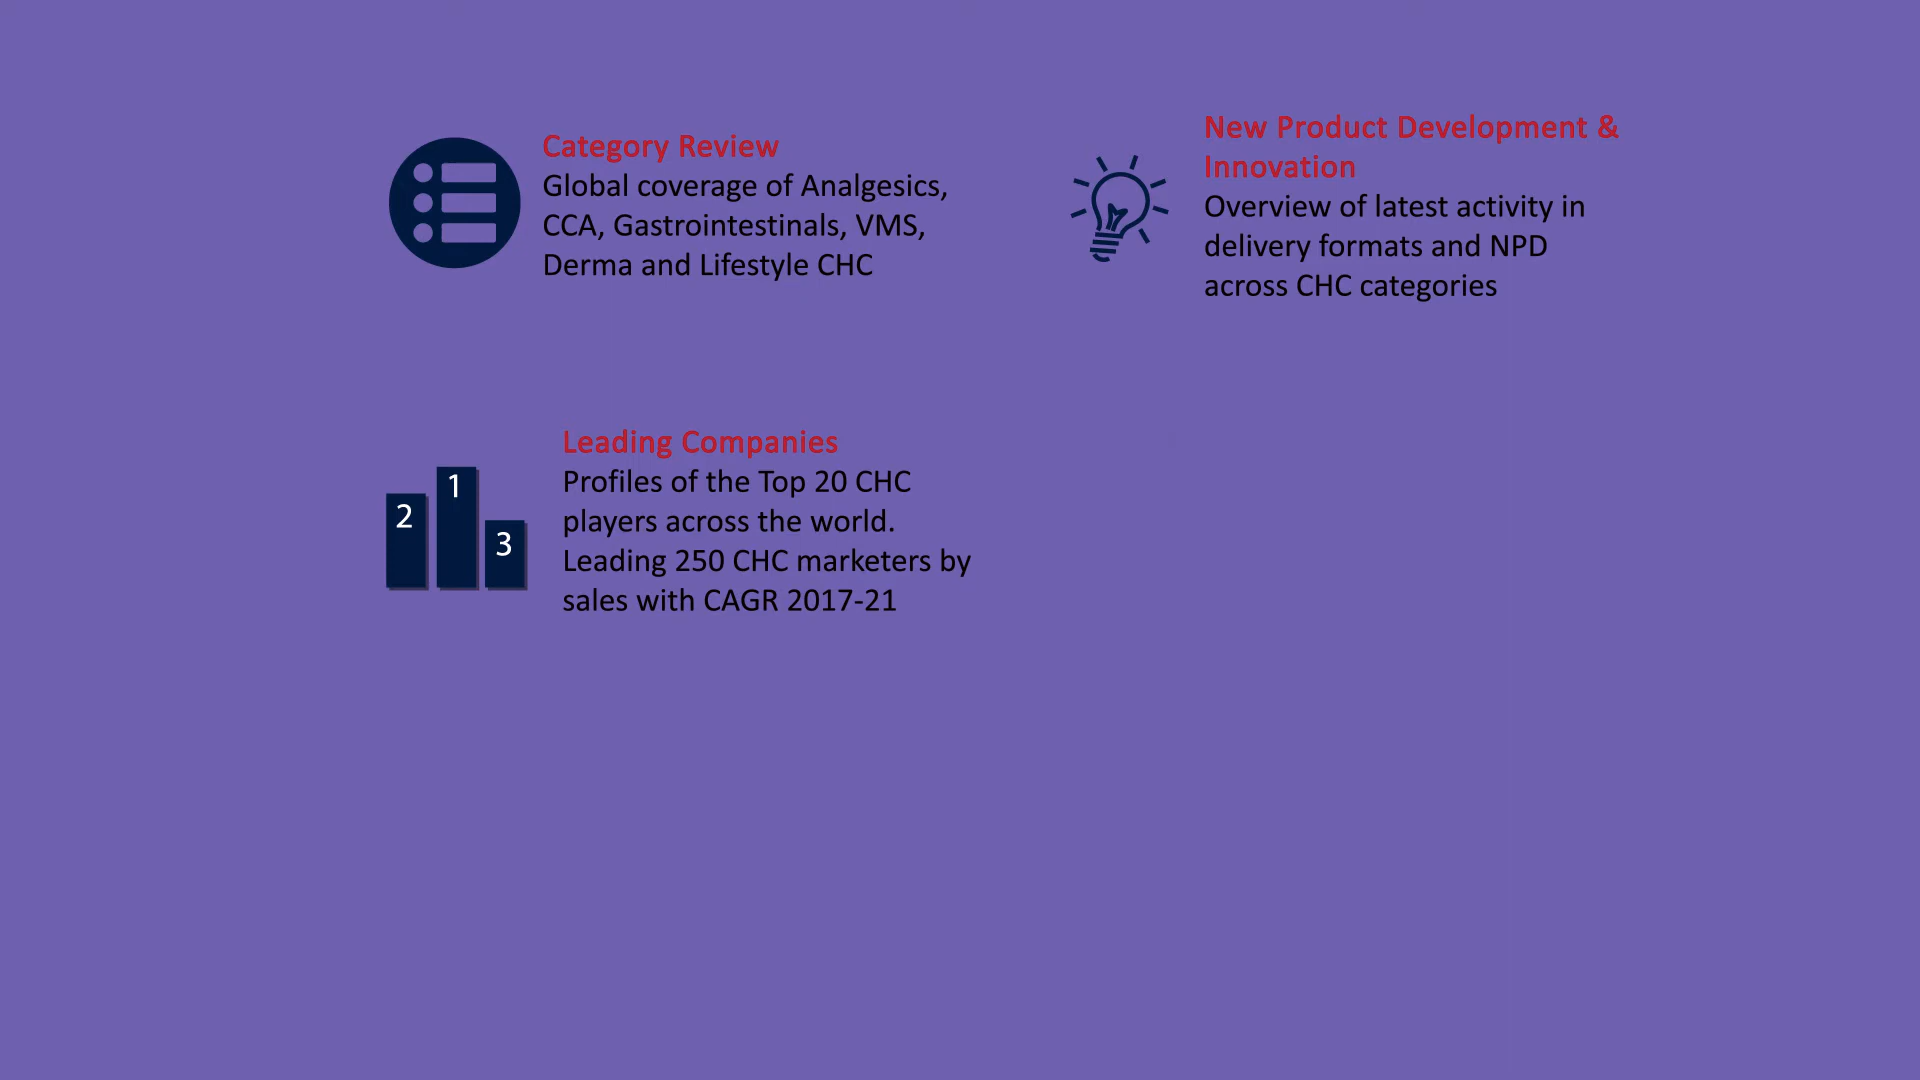 Category Review
Global coverage of Analgesics,
CCA, Gastrointestinals, VMS,
Derma and Lifestyle CHC
New Product Development &
Innovation
Overview of latest activity in
delivery formats and NPD
across CHC categories
2
1
3
Leading Companies
Profiles of the Top 20 CHC
players across the world.
Leading 250 CHC marketers by
sales with CAGR 2017-21